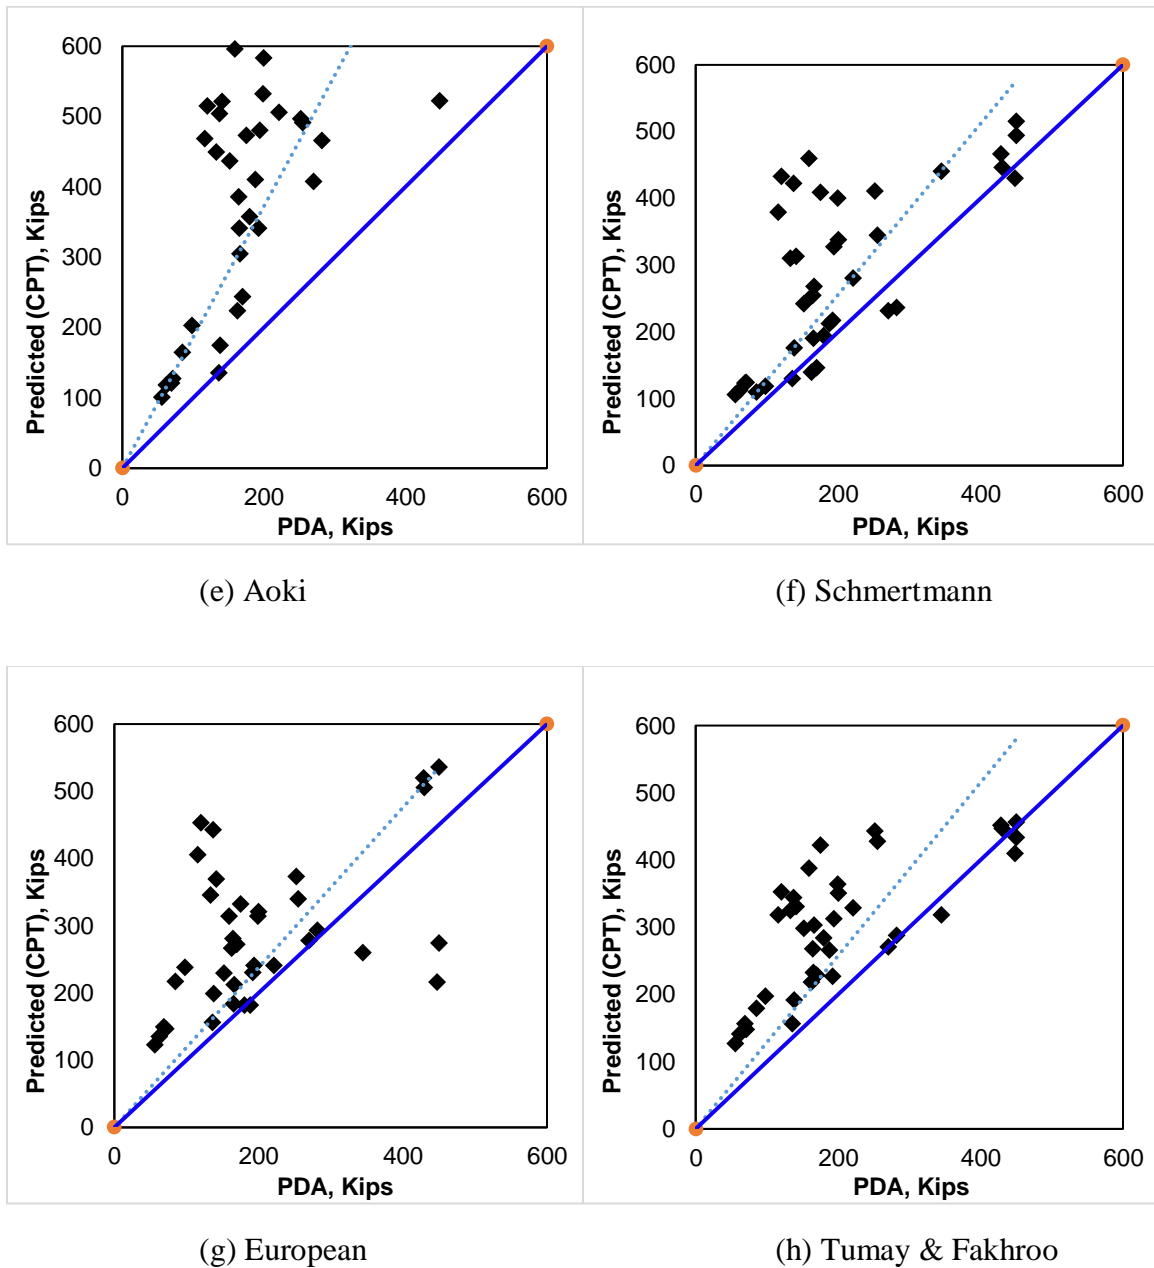 600
500
400
300
200
100
0
Predicted (CPT), Kips
0 200 400 600
PDA, Kips
(e) Aoki
600
500
400
300
200
100
0
Predicted (CPT), Kips
0 200 400 600
PDA, Kips
(f) Schmertmann
600
500
400
300
200
100
0
Predicted (CPT), Kips
0 200 400 600
PDA, Kips
(g) European
600
500
400
300
200
100
0
Predicted (CPT), Kips
0 200 400 600
PDA, Kips
(h) Tumay & Fakhroo